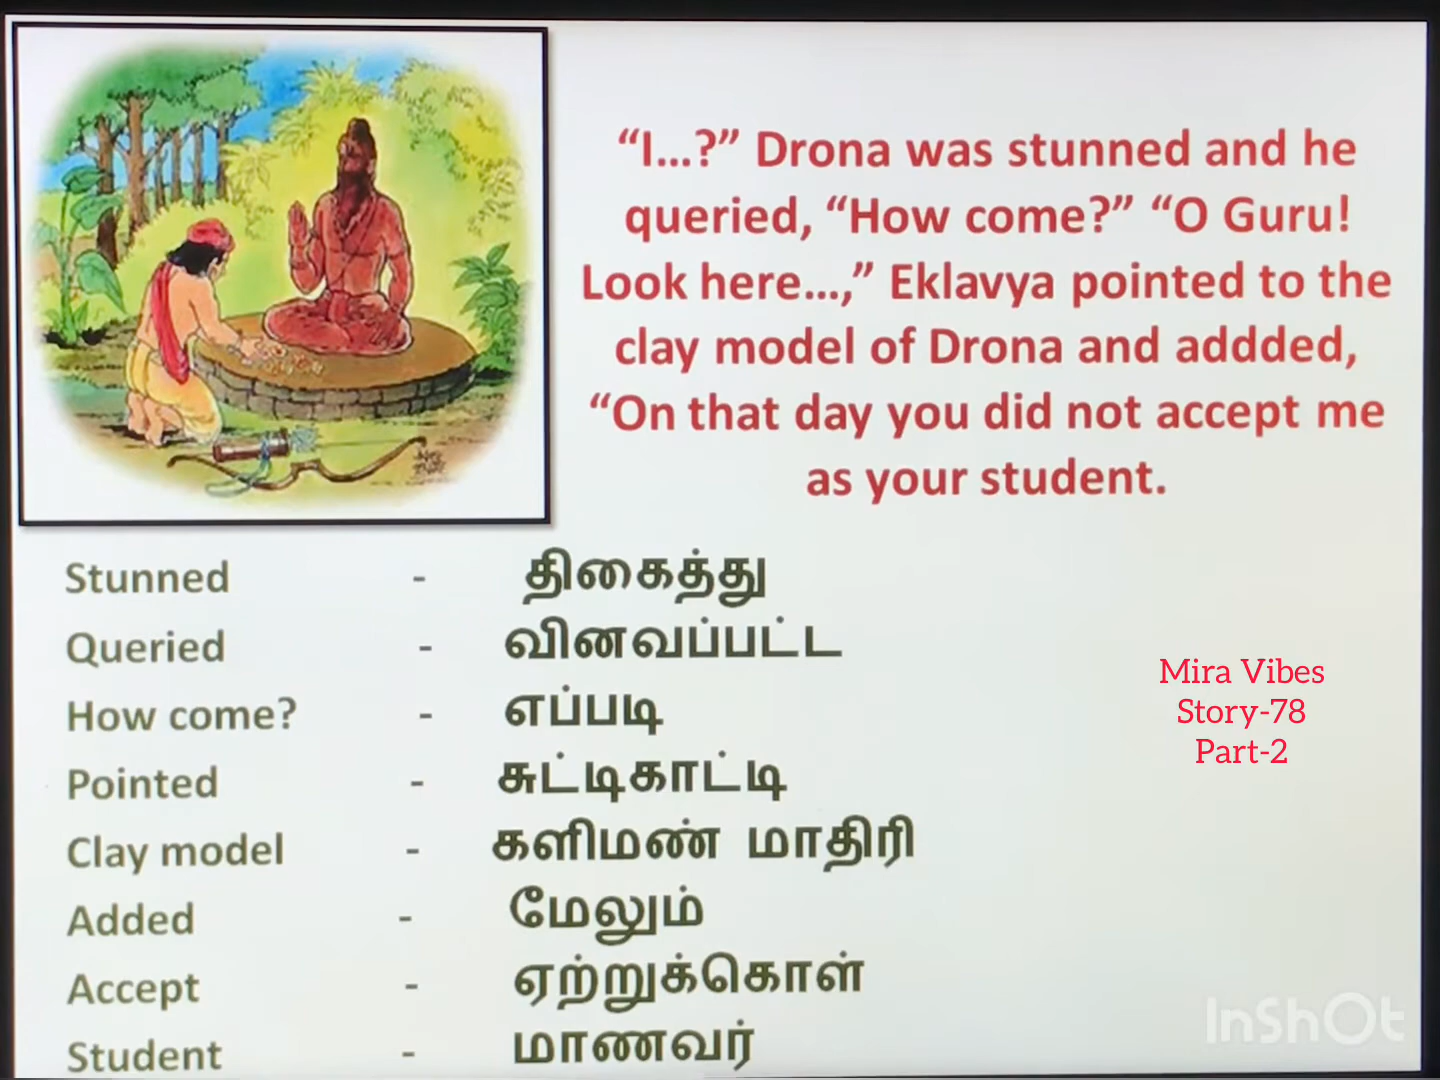 “I...?” Drona was stunned and he
queried, “How come?” “O Guru!
Look here...,” Eklavya pointed to the
clay model of Drona and addded,
“On that day you did not accept me
as your student.
Stunned - திகைத்து
Queried - வினவப்பட்ட
How come? - எப்படி
Pointed - சுட்டிகாட்டி
Clay model - களிமண் மாதிரி
Added - மேலும்
Accept - ஏற்றுக்கொள்
Student - மாணவர்
Mira Vibes
Story-78
Part-2
InShOt